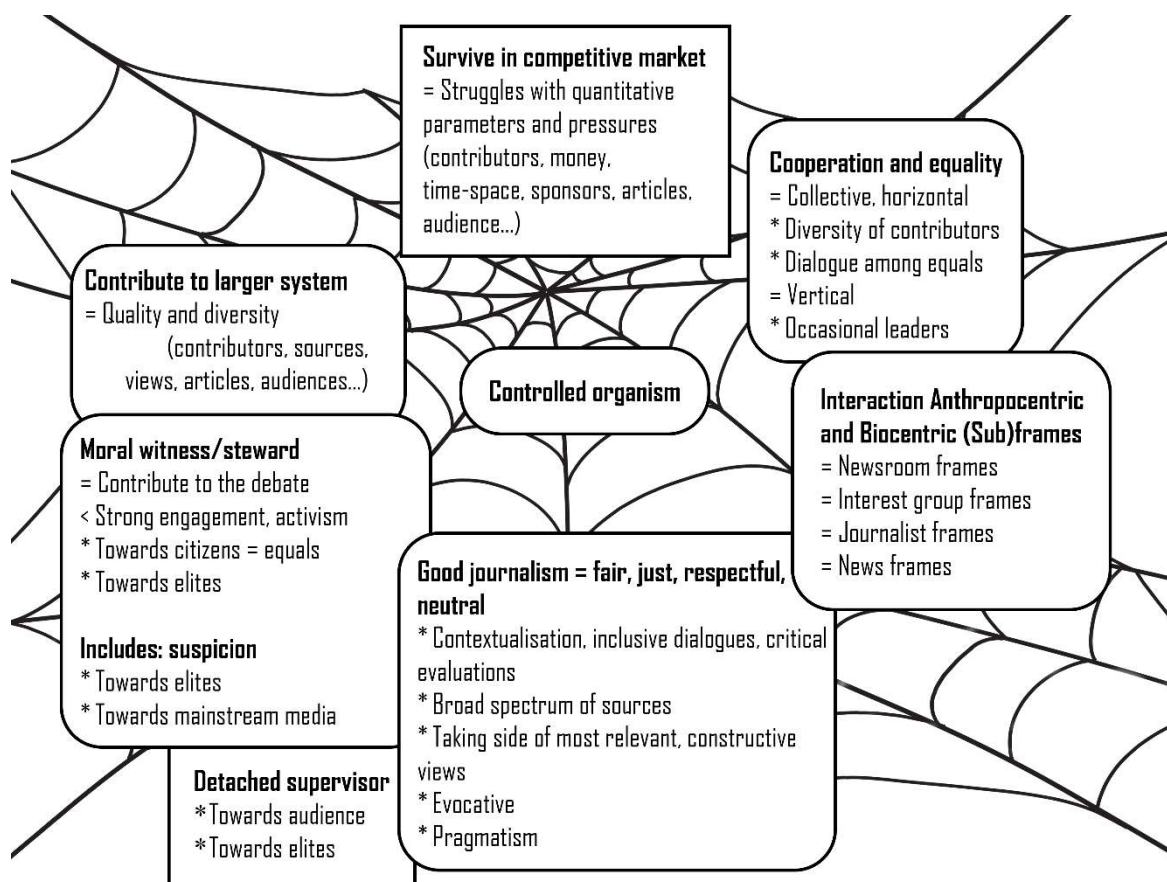 Survive in competitive market
= Struggles with quantitative
parameters and pressures
(contributors, money,
time-space, sponsors, articles,
audience...)
Cooperation and equality
= Collective, horizontal
* Diversity of contributors
* Dialogue among equals
= Vertical
* Occasional leaders
Contribute to larger system
= Quality and diversity
(contributors, sources,
views, articles, audiences...)
Controlled organism
Interaction Anthropocentric
and Biocentric (Sub)frames
= Newsroom frames
= Interest group frames
= Journalist frames
= News frames
Moral witness/steward
= Contribute to the debate
< Strong engagement, activism
* Towards citizens = equals
* Towards elites
Includes: suspicion
* Towards elites
* Towards mainstream media
Good journalism = fair, just, respectful,
neutral
* Contextualisation, inclusive dialogues, critical
evaluations
* Broad spectrum of sources
* Taking side of most relevant, constructive
views
* Evocative
* Pragmatism
Detached supervisor
* Towards audience
* Towards elites